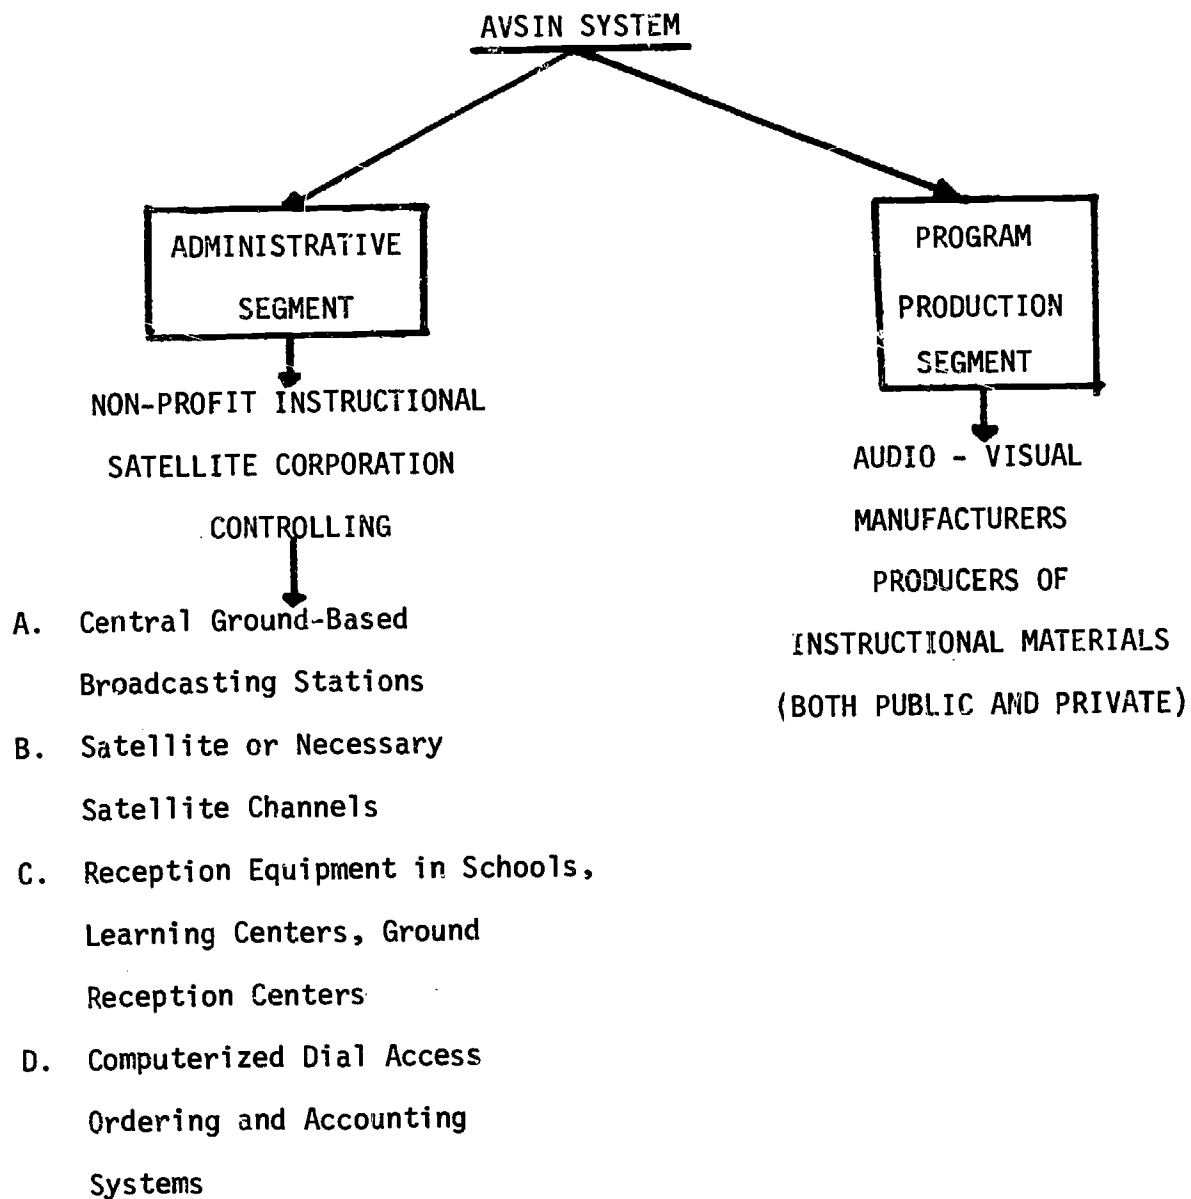 AVSIN SYSTEM
ADMINISTRATIVE
SEGMENT
NON-PROFIT INSTRUCTIONAL
SATELLITE CORPORATION
CONTROLLING
A. Central Ground-Based
Broadcasting Stations
B. Satellite or Necessary
Satellite Channels
C. Reception Equipment in Schools,
Learning Centers, Ground
Reception Centers
D. Computerized Dial Access
Ordering and Accounting
Systems
PROGRAM
PRODUCTION
SEGMENT
AUDIO - VISUAL
MANUFACTURERS
PRODUCERS OF
INSTRUCTIONAL MATERIALS
(BOTH PUBLIC AND PRIVATE)